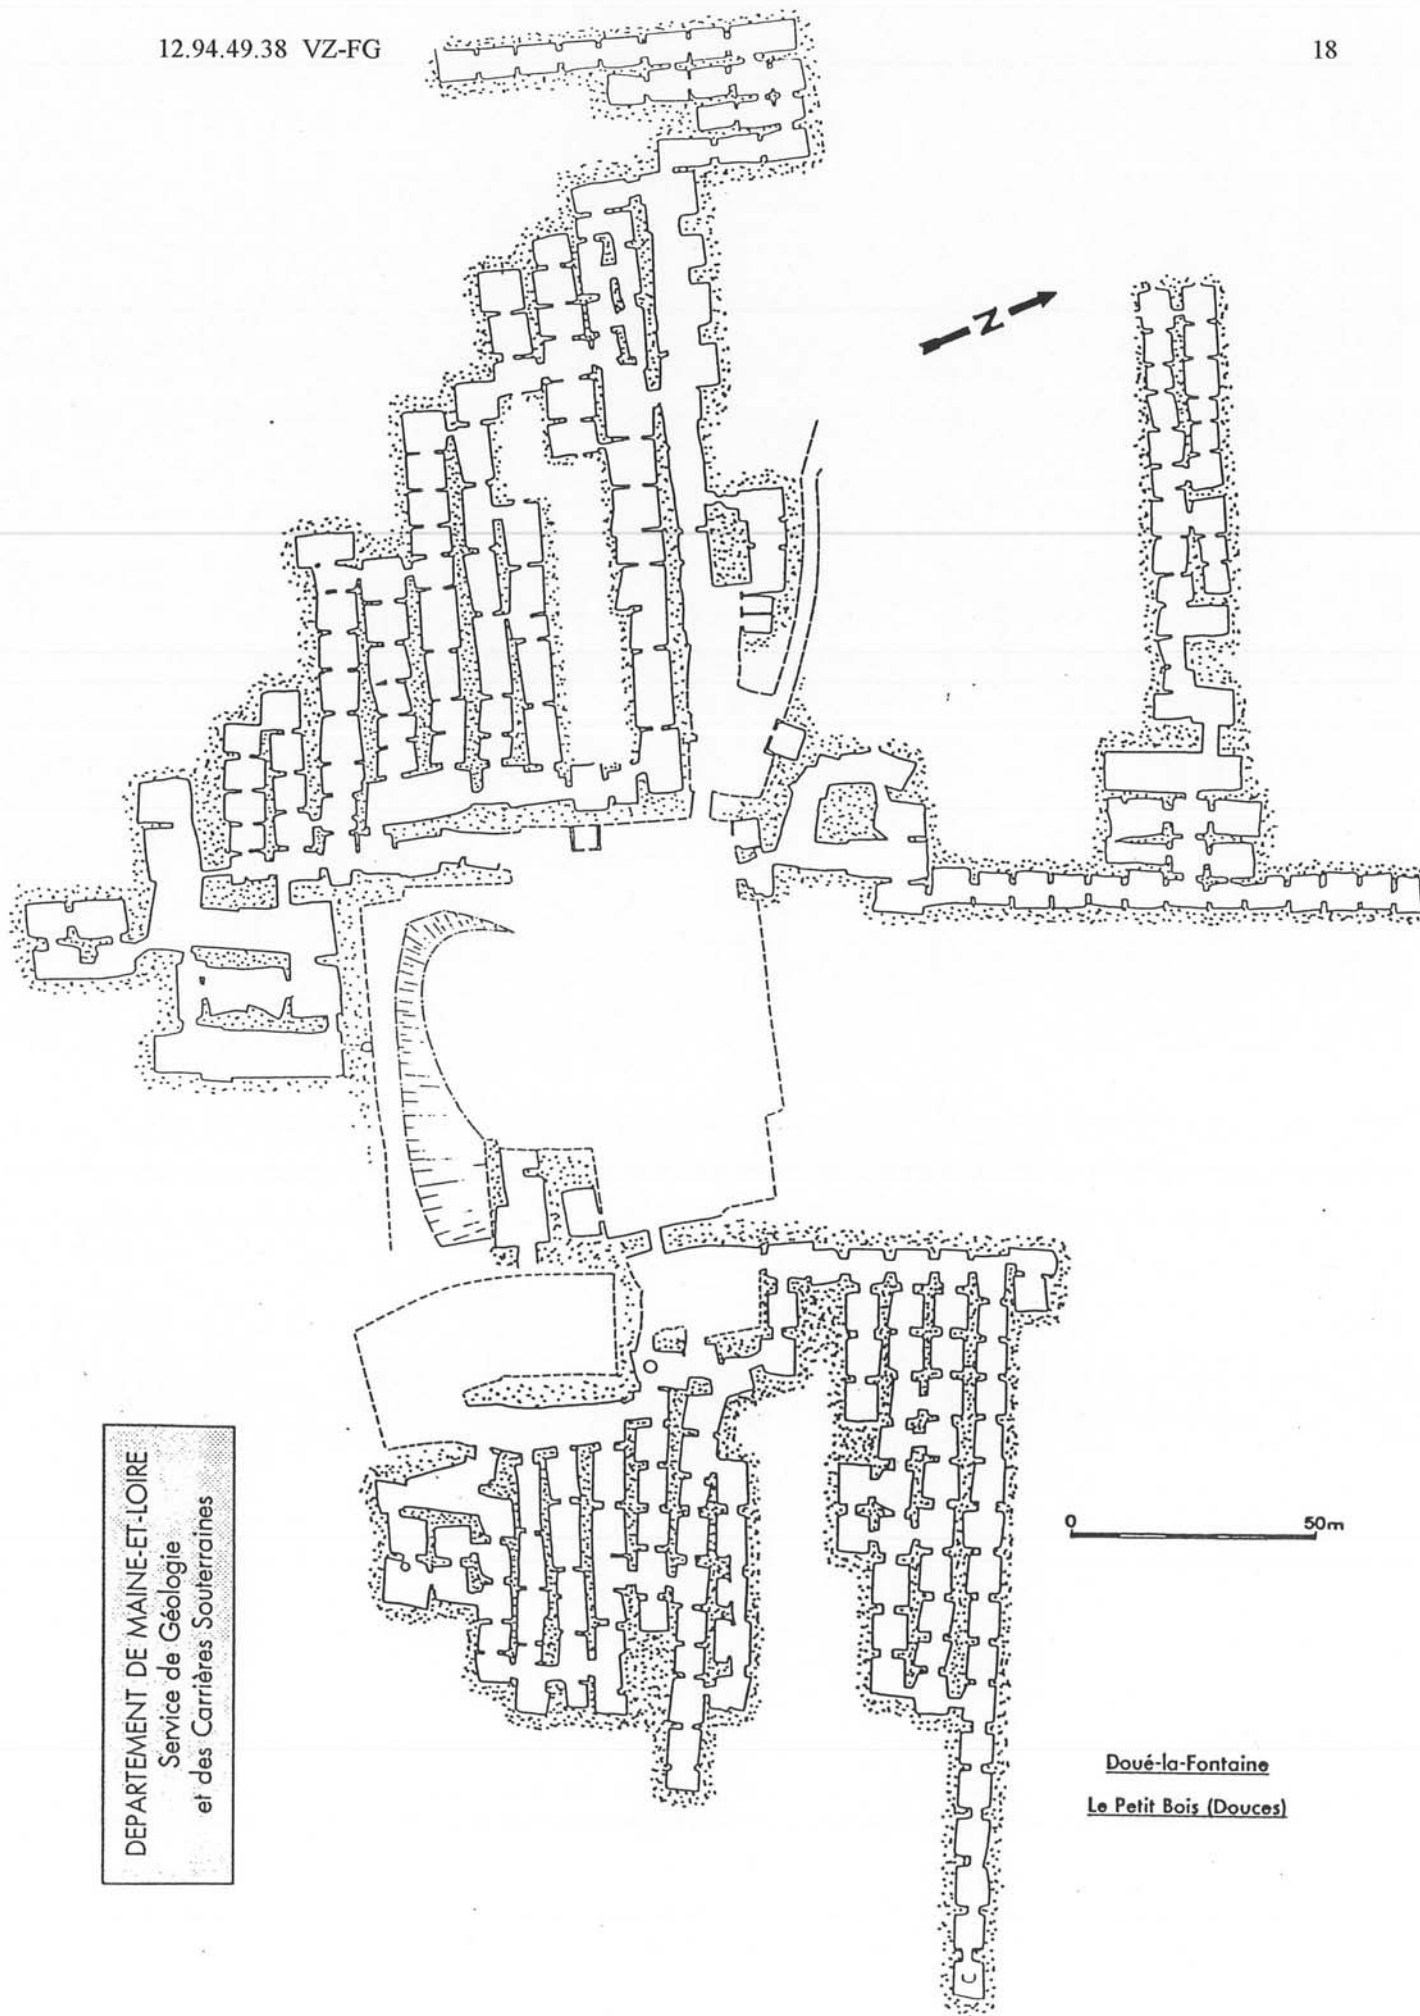 12.94.49.38 VZ-FG
18
N
DEPARTEMENT DE MAINE-ET-LOIRE
Service de Géologie
et des Carrières Souterraines
0 50m
Doué-la-Fontaine
Le Petit Bois (Douces)